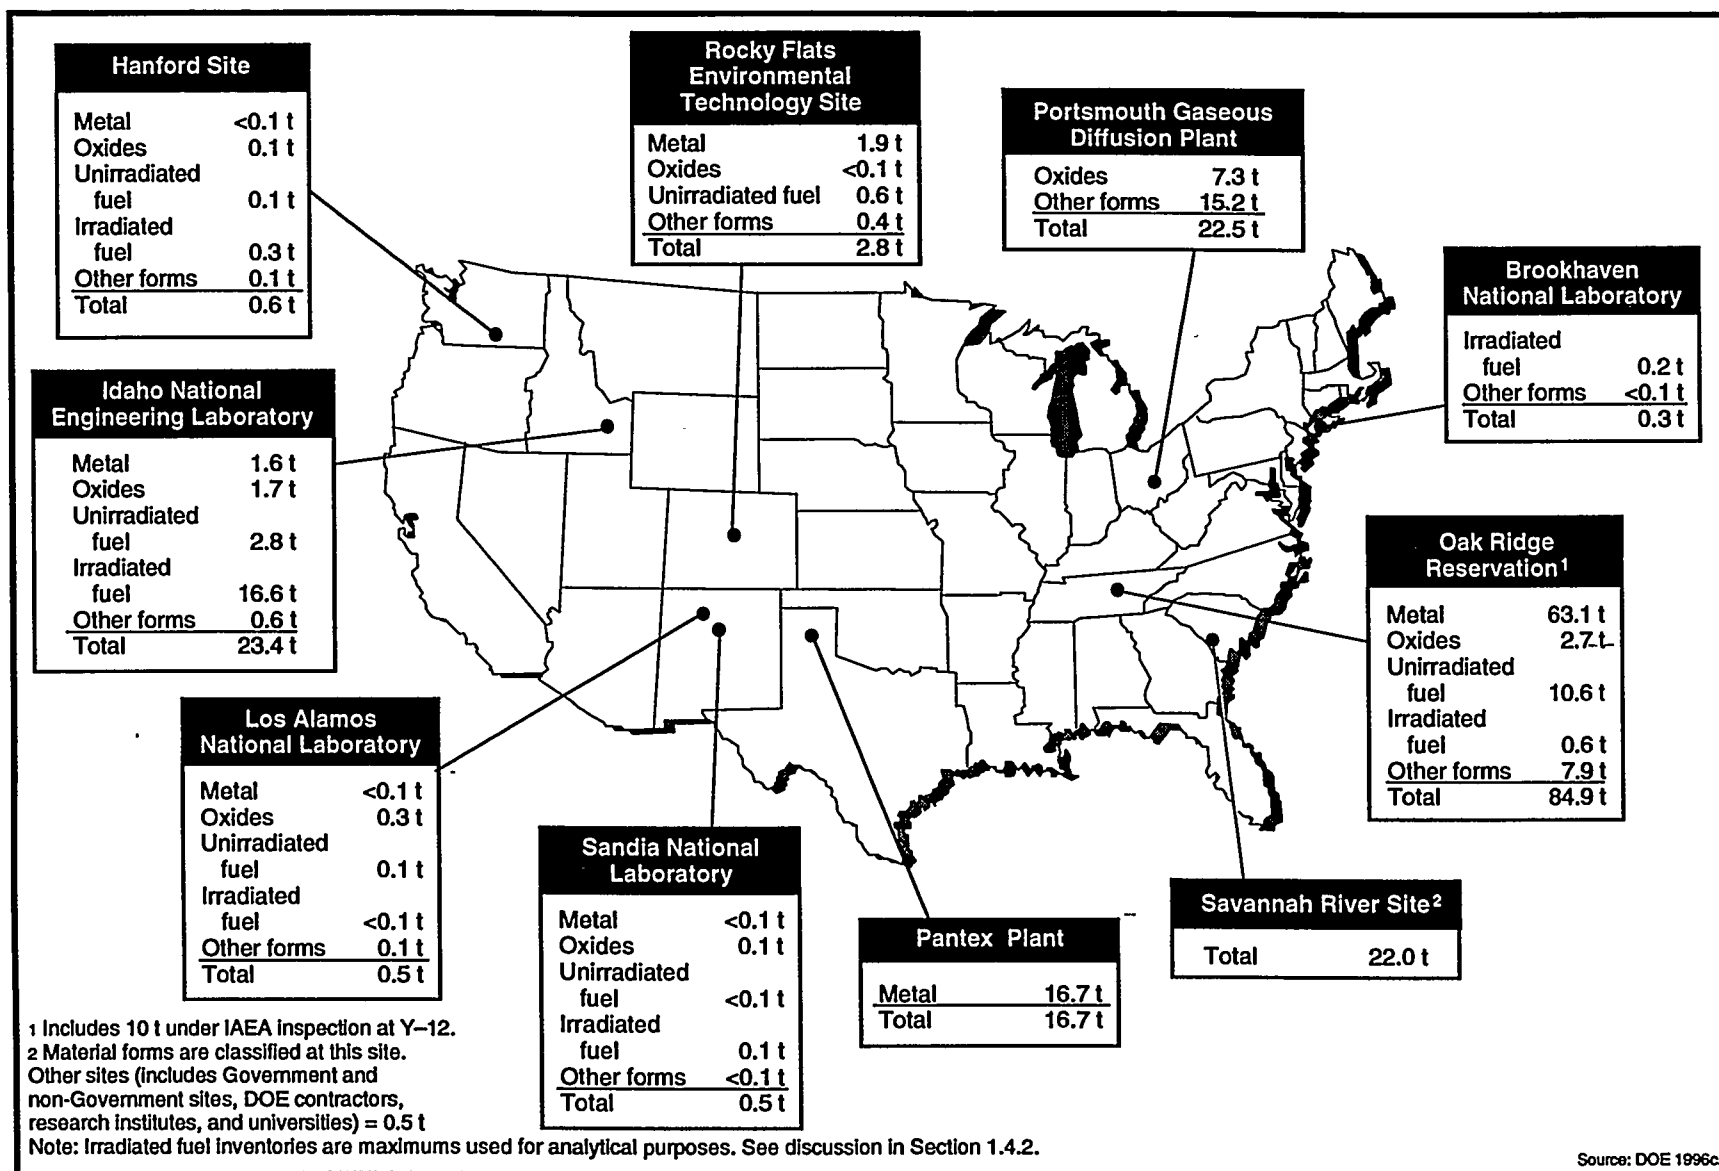 Hanford Site
Metal <0.1 t
Oxides 0.1 t
Unirradiated
fuel 0.1 t
Irradiated
fuel 0.3 t
Other forms 0.1 t
Total 0.6 t
Rocky Flats
Environmental
Technology Site
Metal 1.9 t
Oxides <0.1 t
Unirradiated fuel 0.6 t
Other forms 0.4 t
Total 2.8 t
Portsmouth Gaseous
Diffusion Plant
Oxides 7.3 t
Other forms 15.2 t
Total 22.5 t
Brookhaven
National Laboratory
Irradiated
fuel 0.2 t
Other forms <0.1 t
Total 0.3 t
Idaho National
Engineering Laboratory
Metal 1.6 t
Oxides 1.7 t
Unirradiated
fuel 2.8 t
Irradiated
fuel 16.6 t
Other forms 0.6 t
Total 23.4 t
Oak Ridge
Reservation¹
Metal 63.1 t
Oxides 2.7 t
Unirradiated
fuel 10.6 t
Irradiated
fuel 0.6 t
Other forms 7.9 t
Total 84.9 t
Los Alamos
National Laboratory
Metal <0.1 t
Oxides 0.3 t
Unirradiated
fuel 0.1 t
Irradiated
fuel <0.1 t
Other forms 0.1 t
Total 0.5 t
Sandia National
Laboratory
Metal <0.1 t
Oxides 0.1 t
Unirradiated
fuel <0.1 t
Irradiated
fuel 0.1 t
Other forms <0.1 t
Total 0.5 t
Pantex Plant
Metal 16.7 t
Total 16.7 t
Savannah River Site²
Total 22.0 t
1 Includes 10 t under IAEA inspection at Y–12.
2 Material forms are classified at this site.
Other sites (includes Government and
non-Government sites, DOE contractors,
research institutes, and universities) = 0.5 t
Note: Irradiated fuel inventories are maximums used for analytical purposes. See discussion in Section 1.4.2.
Source: DOE 1996c.